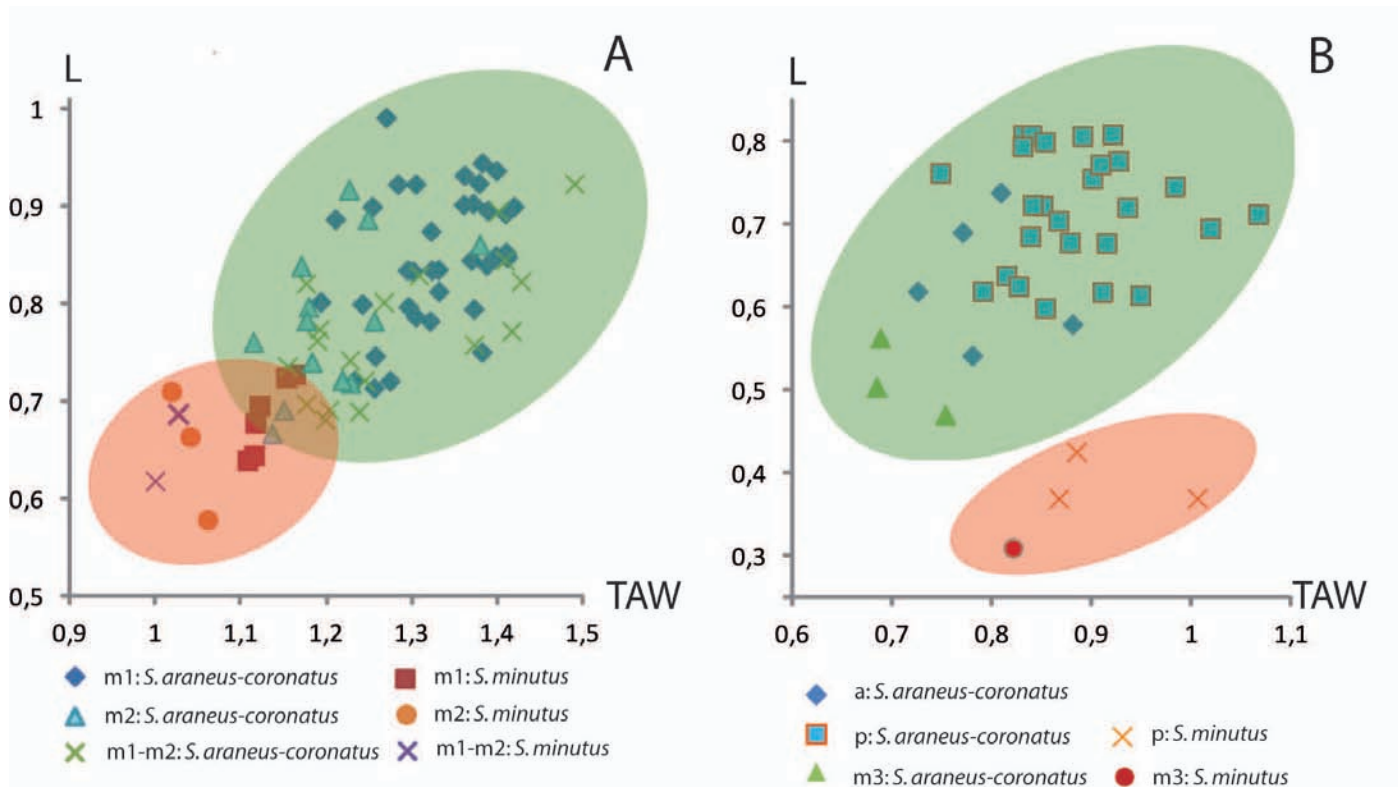 A
L
1
0,9
0,8
0,7
0,6
0,5
0,9 1 1,1 1,2 1,3 1,4 1,5
TAW
m1: S. araneus-coronatus
m2: S. araneus-coronatus
m1-m2: S. araneus-coronatus
m1: S. minutus
m2: S. minutus
m1-m2: S. minutus
B
L
0,8
0,7
0,6
0,5
0,4
0,3
0,6 0,7 0,8 0,9 1 1,1
TAW
a: S. araneus-coronatus
p: S. araneus-coronatus
m3: S. araneus-coronatus
p: S. minutus
m3: S. minutus